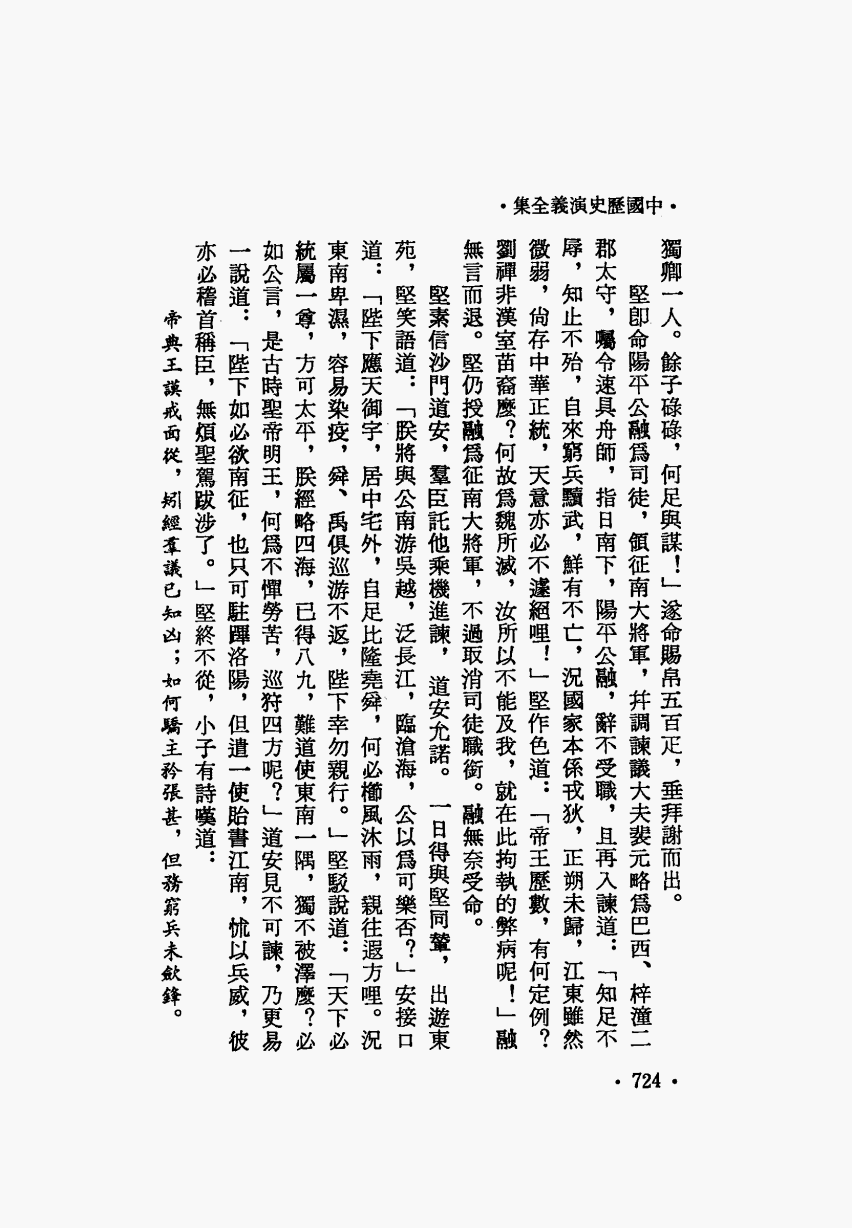 ·中國歷史演義全集·
獨卿一人。餘子碌碌，何足與謀！」遂命賜帛五百疋，垂拜謝而出。
堅卽命陽平公融爲司徒，領征南大將軍，幷調諫議大夫裴元略爲巴西、梓潼二
郡太守，囑令速具舟師，指日南下，陽平公融，辭不受職，且再入諫道：「知足不
辱，知止不殆，自來窮兵黷武，鮮有不亡，況國家本係戎狄，正朔未歸，江東雖然
微弱，尙存中華正統，天意亦必不遽絕哩！」堅作色道：「帝王歷數，有何定例？
劉禪非漢室苗裔麼？何故爲魏所滅，汝所以不能及我，就在此拘執的弊病呢！」融
無言而退。堅仍授融爲征南大將軍，不過取消司徒職銜。融無奈受命。
堅素信沙門道安，羣臣託他乘機進諫，道安允諾。一日得與堅同輦，出遊東
苑，堅笑語道：「朕將與公南游吳越，泛長江，臨滄海，公以爲可樂否？」安接口
道：「陛下應天御宇，居中宅外，自足比隆堯舜，何必櫛風沐雨，親往遐方哩。況
東南卑濕，容易染疫，舜、禹俱巡游不返，陛下幸勿親行。」堅駁說道：「天下必
統屬一尊，方可太平，朕經略四海，已得八九，難道使東南一隅，獨不被澤麼？必
如公言，是古時聖帝明王，何爲不憚勞苦，巡狩四方呢？」道安見不可諫，乃更易
一說道：「陛下如必欲南征，也只可駐蹕洛陽，但遣一使貽書江南，怵以兵威，彼
亦必稽首稱臣，無煩聖駕跋涉了。」堅終不從，小子有詩嘆道：
帝典王謨戒面從，矧經羣議已知凶；如何驕主矜張甚，但務窮兵未斂鋒。
·724·